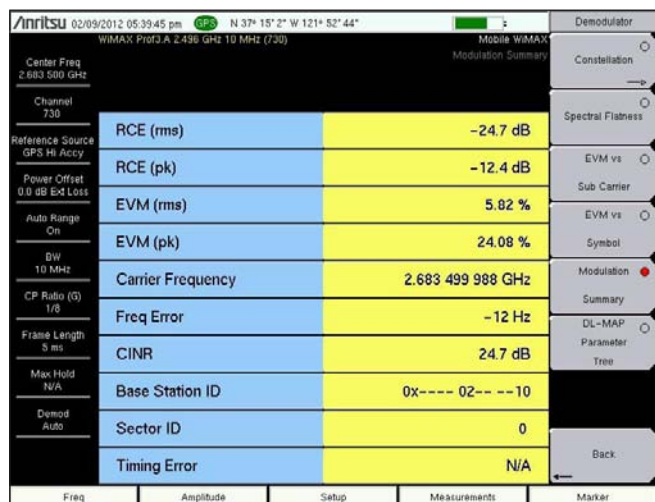 Anritsu 02/09/2012 05:39:45 pm GPS N 37° 15' 2" W 121° 52' 44"
WiMAX Prof3.A 2.496 GHz 10 MHz (730)
Mobile WiMAX
Modulation Summary
Center Freq
2.683 500 GHz
Channel
730
Reference Source
GPS Hi Accy
Power Offset
0.0 dB Ext Loss
Auto Range
On
BW
10 MHz
CP Ratio (G)
1/8
Frame Length
5 ms
Max Hold
N/A
Demod
Auto
RCE (rms) -24.7 dB
RCE (pk) -12.4 dB
EVM (rms) 5.82 %
EVM (pk) 24.08 %
Carrier Frequency 2.683 499 988 GHz
Freq Error -12 Hz
CINR 24.7 dB
Base Station ID 0x---- 02-- --10
Sector ID 0
Timing Error N/A
Demodulator
Constellation
Spectral Flatness
EVM vs
Sub Carrier
EVM vs
Symbol
Modulation
Summary
DL-MAP
Parameter
Tree
Back
Freq Amplitude Setup Measurements Marker